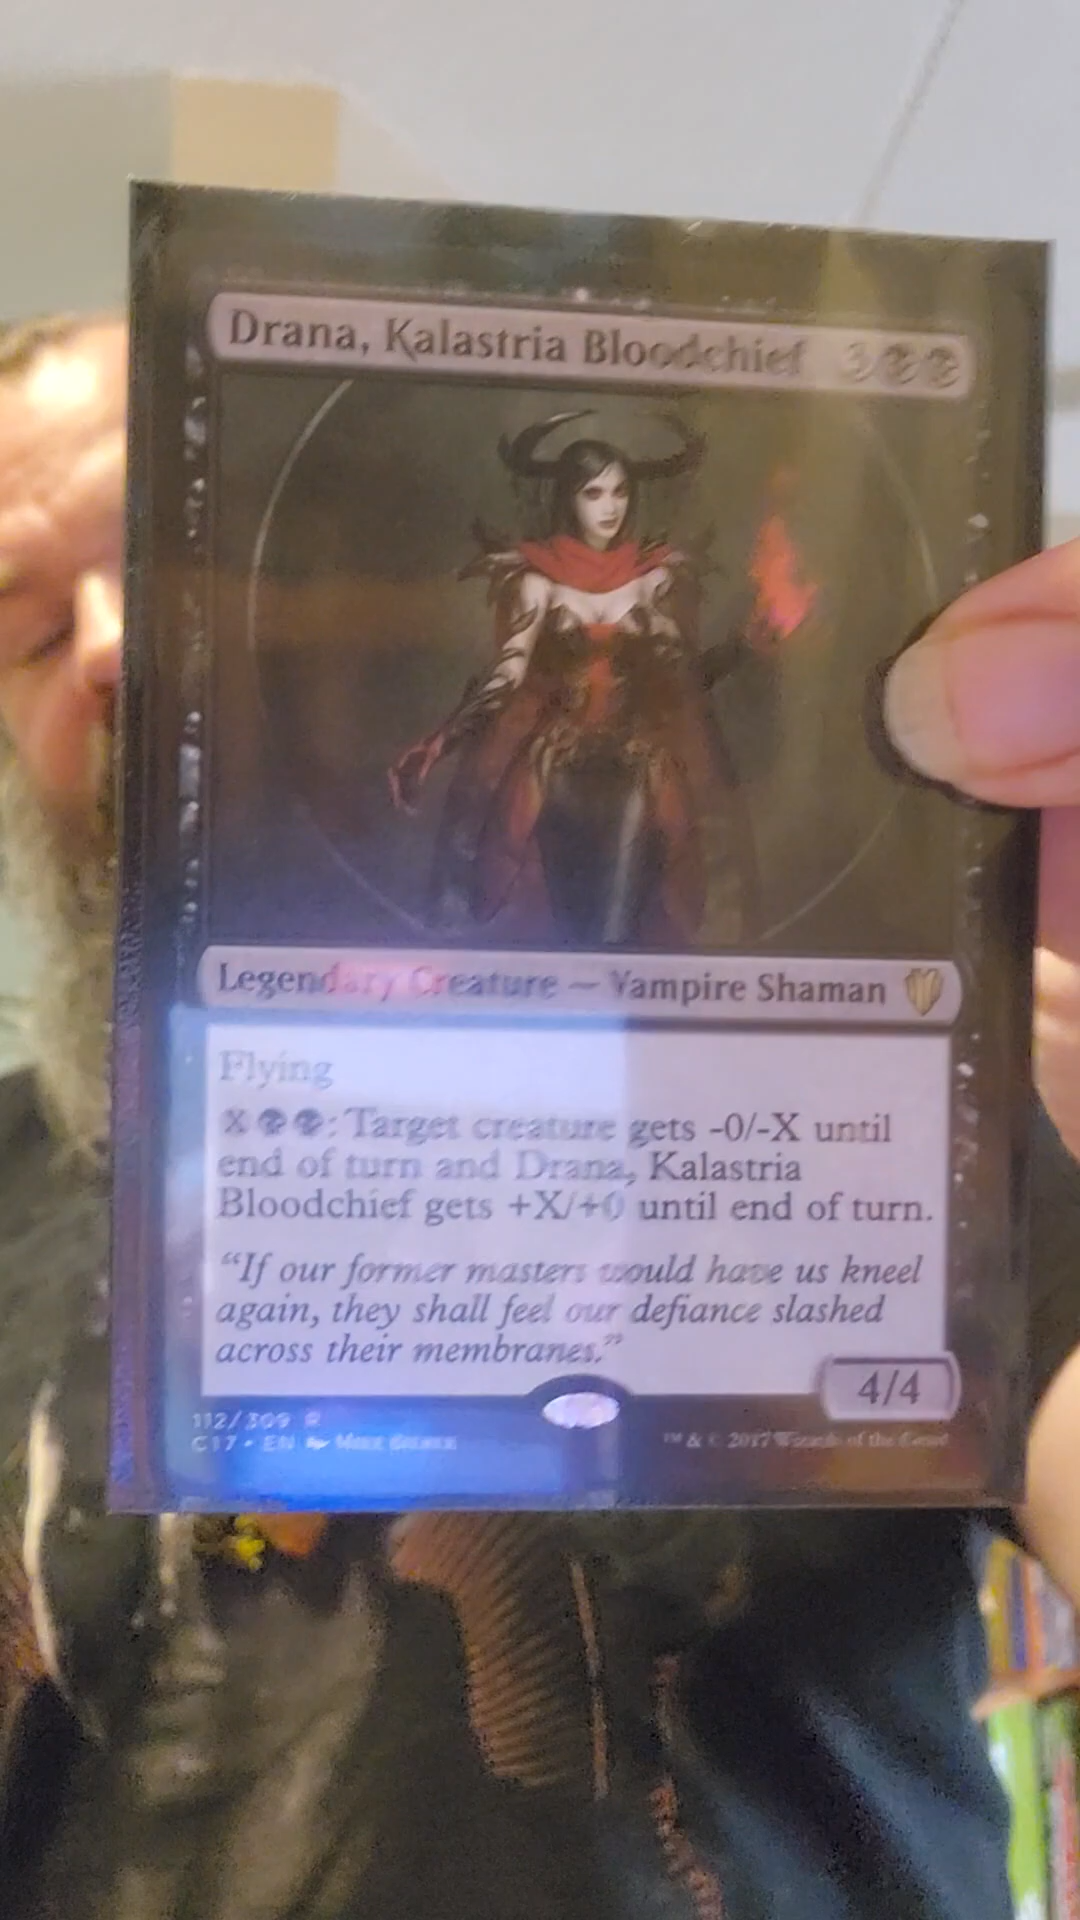 Drana, Kalastria Bloodchief 3
Legendary Creature — Vampire Shaman
Flying
X : Target creature gets -0/-X until
end of turn and Drana, Kalastria
Bloodchief gets +X/+0 until end of turn.
“If our former masters would have us kneel
again, they shall feel our defiance slashed
across their membranes.”
4/4
112/309 R
C17 • EN
™ & © 2017 Wizards of the Coast